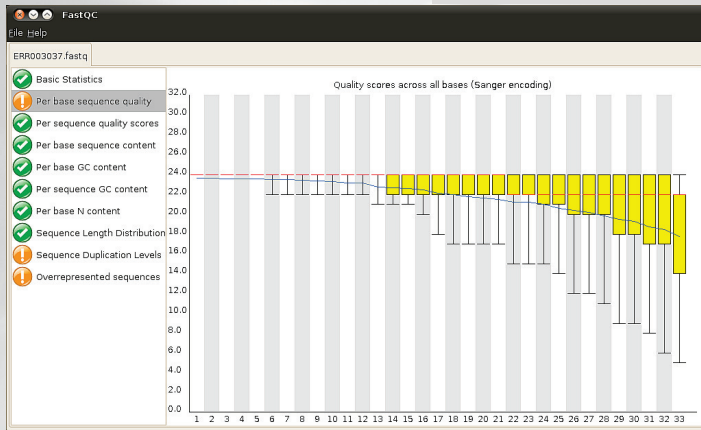 FastQC
File Help
ERR003037.fastq
Basic Statistics
Per base sequence quality
Per sequence quality scores
Per base sequence content
Per base GC content
Per sequence GC content
Per base N content
Sequence Length Distribution
Sequence Duplication Levels
Overrepresented sequences
Quality scores across all bases (Sanger encoding)
32.0
30.0
28.0
26.0
24.0
22.0
20.0
18.0
16.0
14.0
12.0
10.0
8.0
6.0
4.0
2.0
0.0
1 2 3 4 5 6 7 8 9 10 11 12 13 14 15 16 17 18 19 20 21 22 23 24 25 26 27 28 29 30 31 32 33